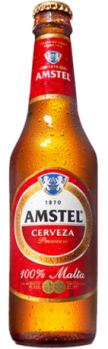 AMSTEL
1870
AMSTEL
CERVEZA
Premium
100% Malta